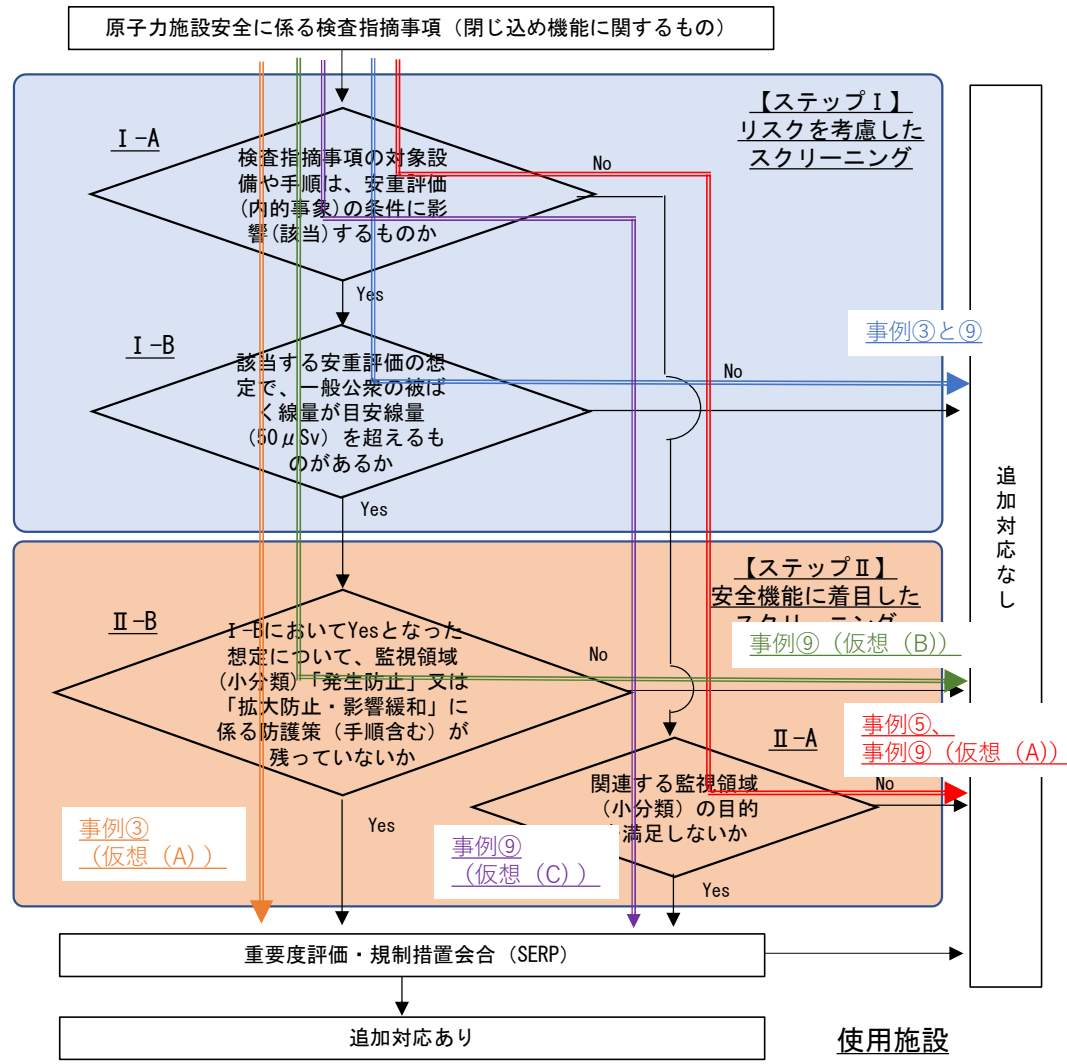 原子力施設安全に係る検査指摘事項（閉じ込め機能に関するもの）
【ステップⅠ】
リスクを考慮した
スクリーニング
Ⅰ-A
検査指摘事項の対象設
備や手順は、安重評価
(内的事象)の条件に影
響(該当)するものか
No
Yes
Ⅰ-B
該当する安重評価の想
定で、一般公衆の被ば
く線量が目安線量
（50μSv）を超えるも
のがあるか
No
事例③と⑨
Yes
追加対応なし
【ステップⅡ】
安全機能に着目した
スクリーニング
Ⅱ-B
Ⅰ-BにおいてYesとなった
想定について、監視領域
(小分類)「発生防止」又は
「拡大防止・影響緩和」に
係る防護策（手順含む）が
残っていないか
No
事例⑨（仮想（B））
Ⅱ-A
関連する監視領域
(小分類）の目的
満足しないか
No
事例⑤、
事例⑨（仮想（A））
Yes
Yes
事例③
（仮想（A））
事例⑨
（仮想（C））
重要度評価・規制措置会合（SERP）
追加対応あり
使用施設